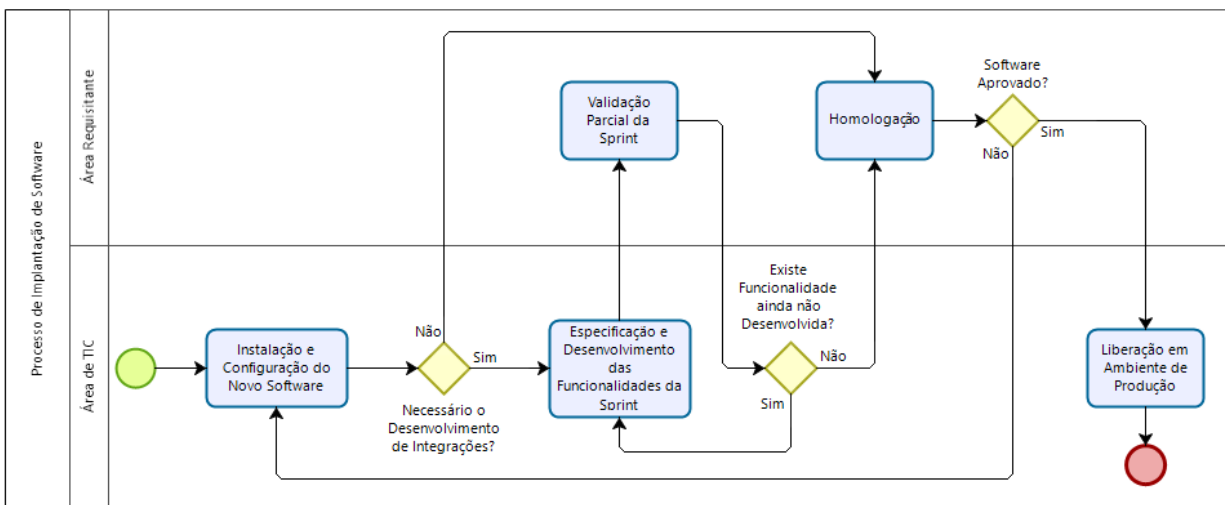 Processo de Implantação de Software
Área Requisitante
Validação
Parcial da
Sprint
Homologação
Software
Aprovado?
Sim
Não
Área de TIC
Instalação e
Configuração do
Novo Software
Não
Sim
Necessário o
Desenvolvimento
de Integrações?
Especificação e
Desenvolvimento
das
Funcionalidades da
Sprint
Existe
Funcionalidade
ainda não
Desenvolvida?
Não
Sim
Liberação em
Ambiente de
Produção